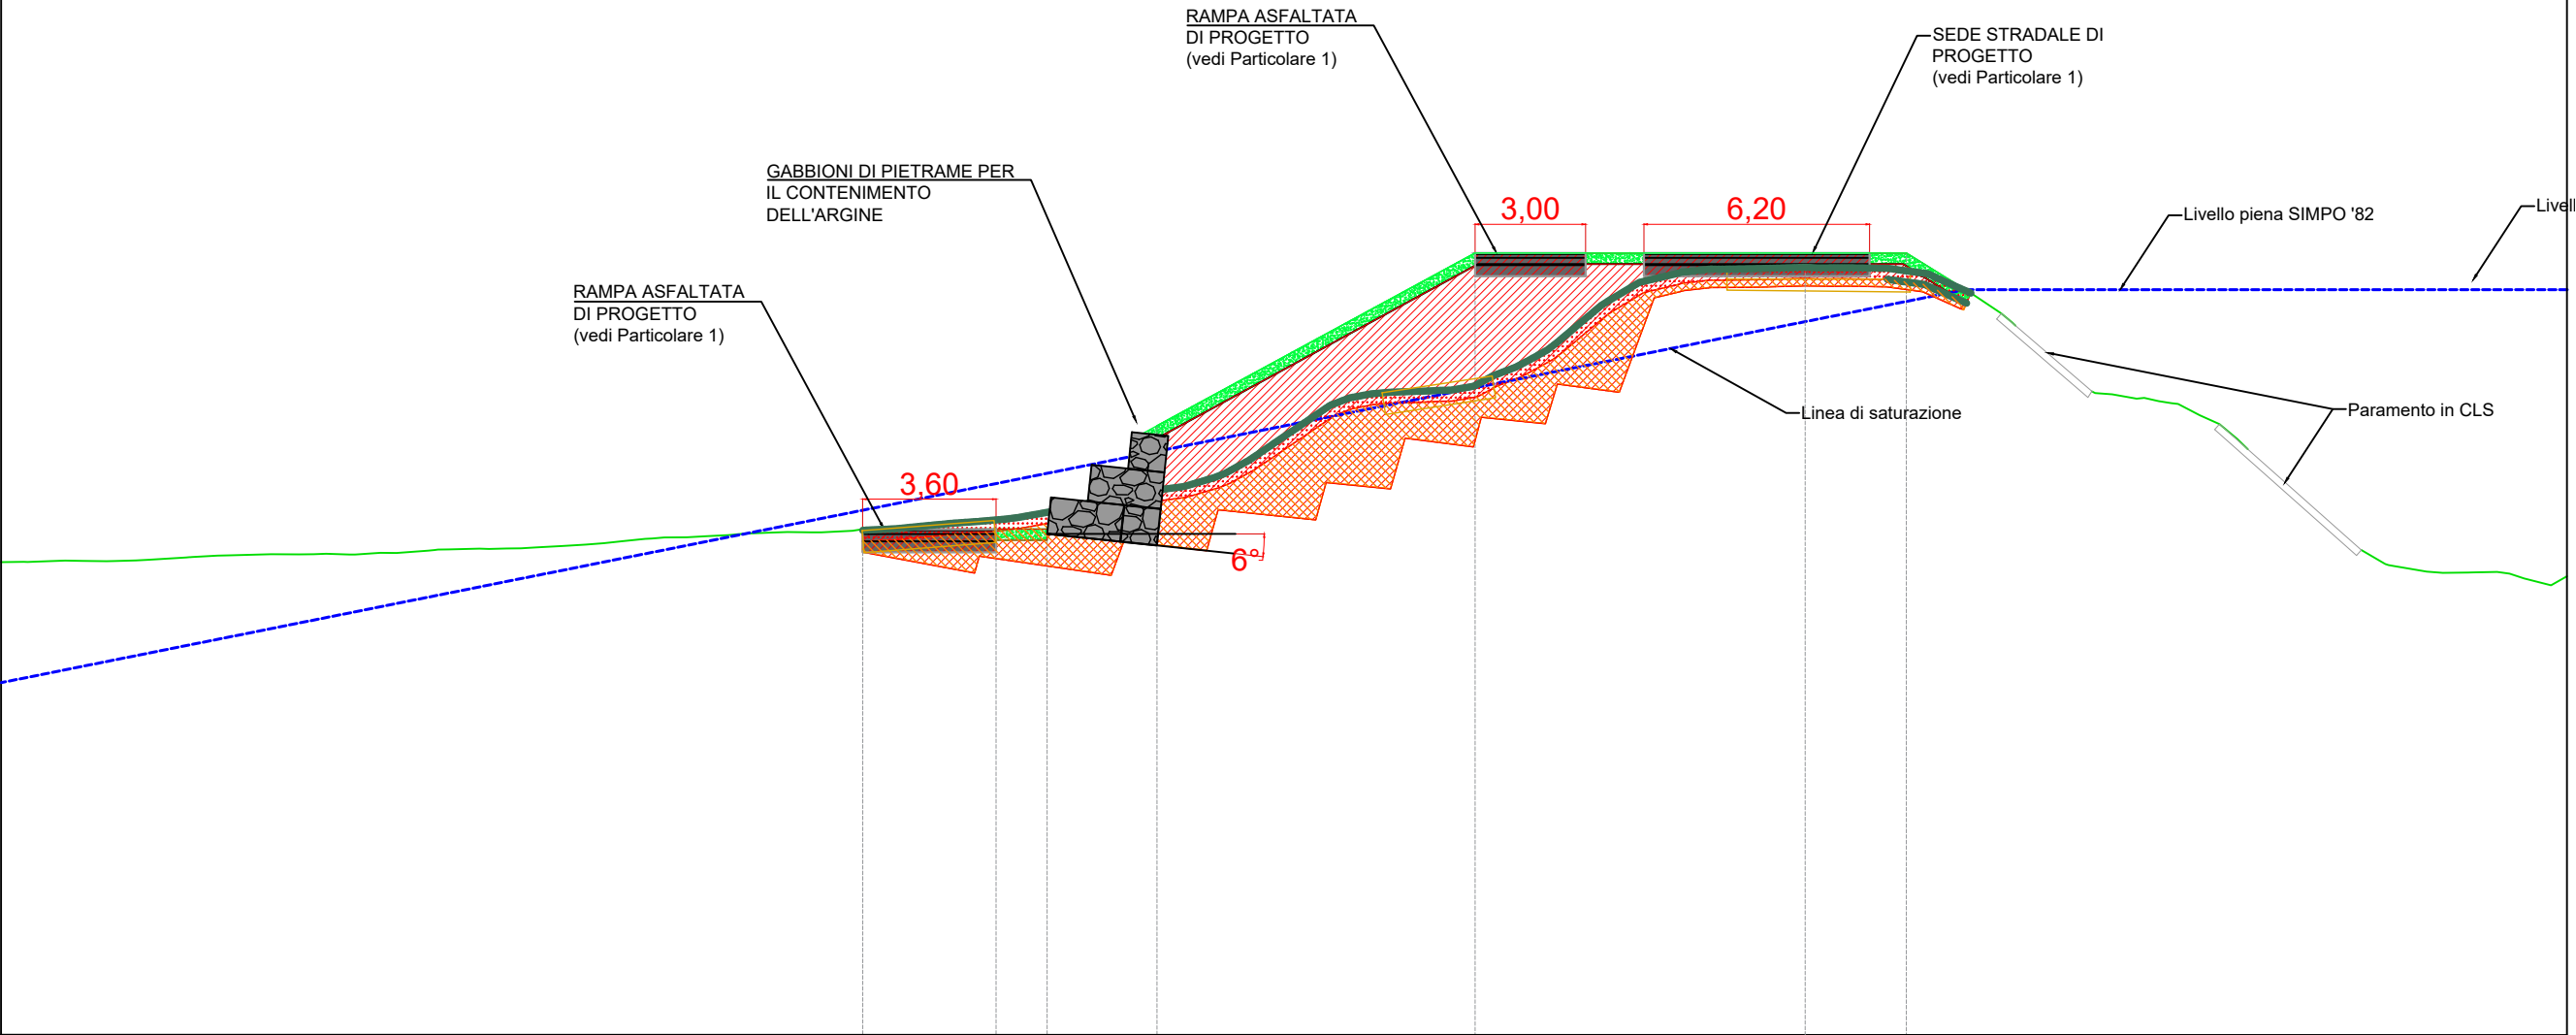 RAMPA ASFALTATA
DI PROGETTO
(vedi Particolare 1)
SEDE STRADALE DI
PROGETTO
(vedi Particolare 1)
GABBIONI DI PIETRAME PER
IL CONTENIMENTO
DELL'ARGINE
3,00
6,20
Livello piena SIMPO '82
Livell
RAMPA ASFALTATA
DI PROGETTO
(vedi Particolare 1)
Linea di saturazione
Paramento in CLS
3,60
6°